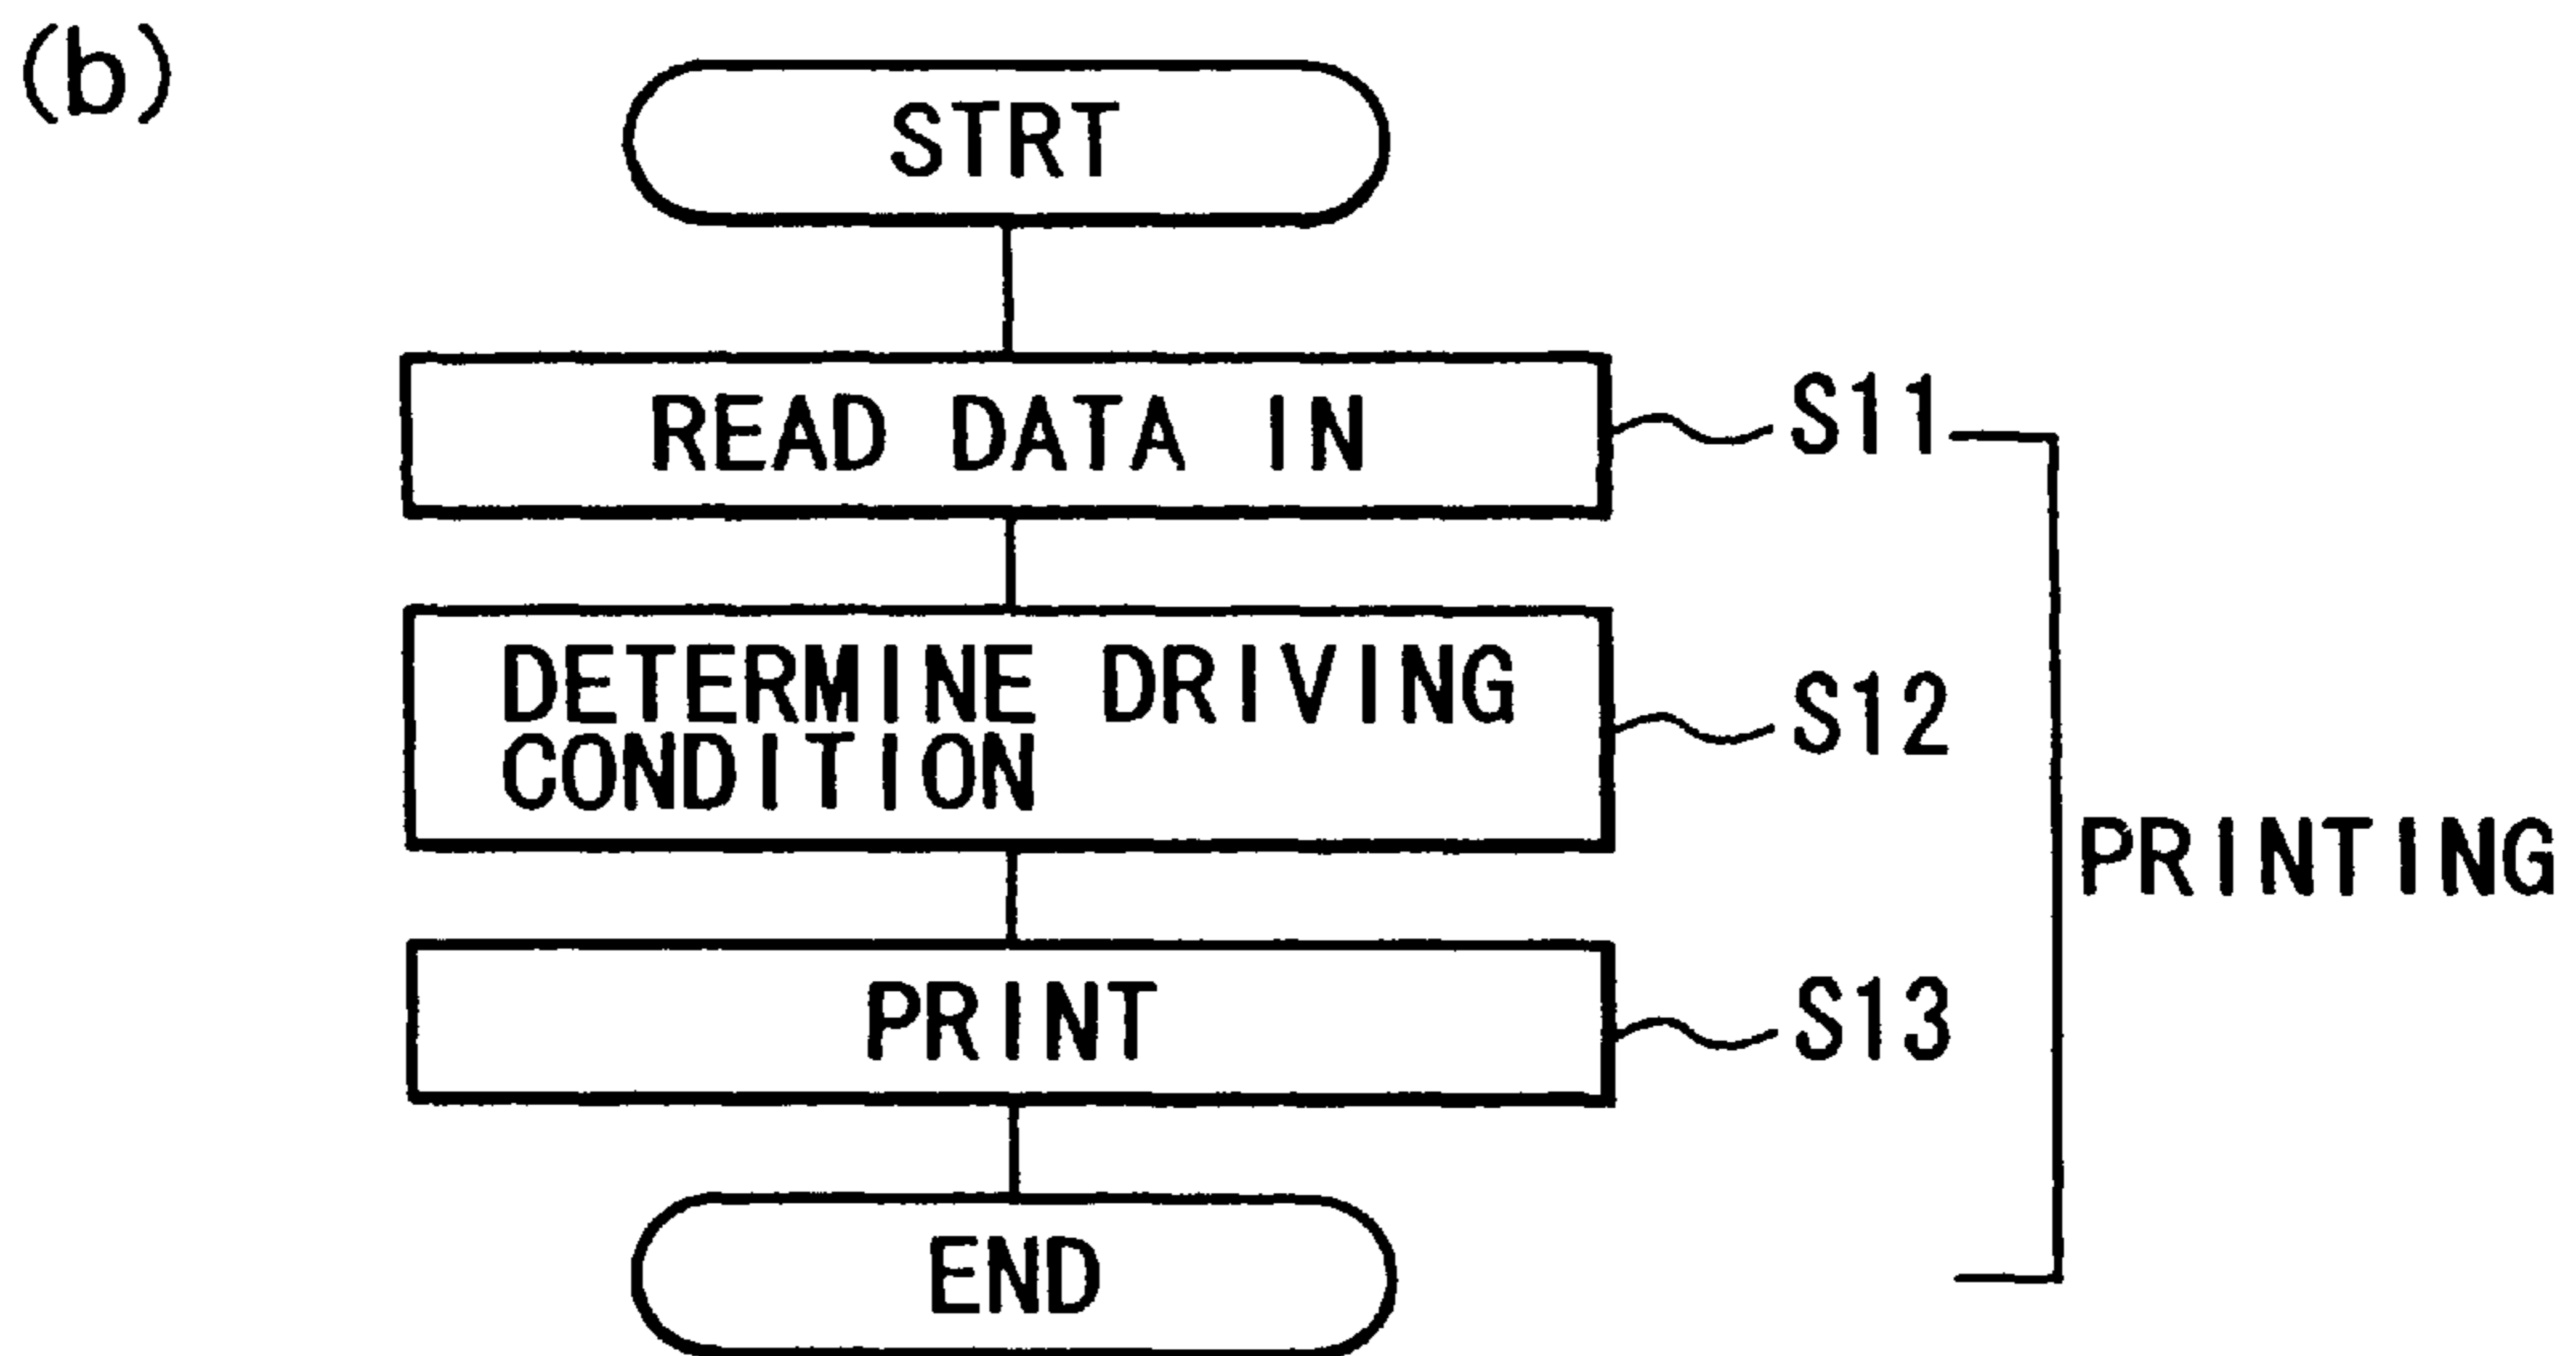 (b)
STRT
READ DATA IN
S11
DETERMINE DRIVING
CONDITION
S12
PRINTING
PRINT
S13
END